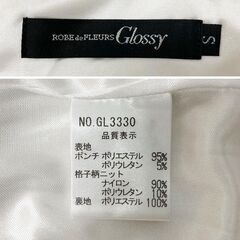 ROBE de FLEURS Glossy
S
NO.GL3330
品質表示
表地
ポンチ ポリエステル 95%
ポリウレタン 5%
格子柄ニット
ナイロン 90%
ポリウレタン 10%
裏地 ポリエステル 100%